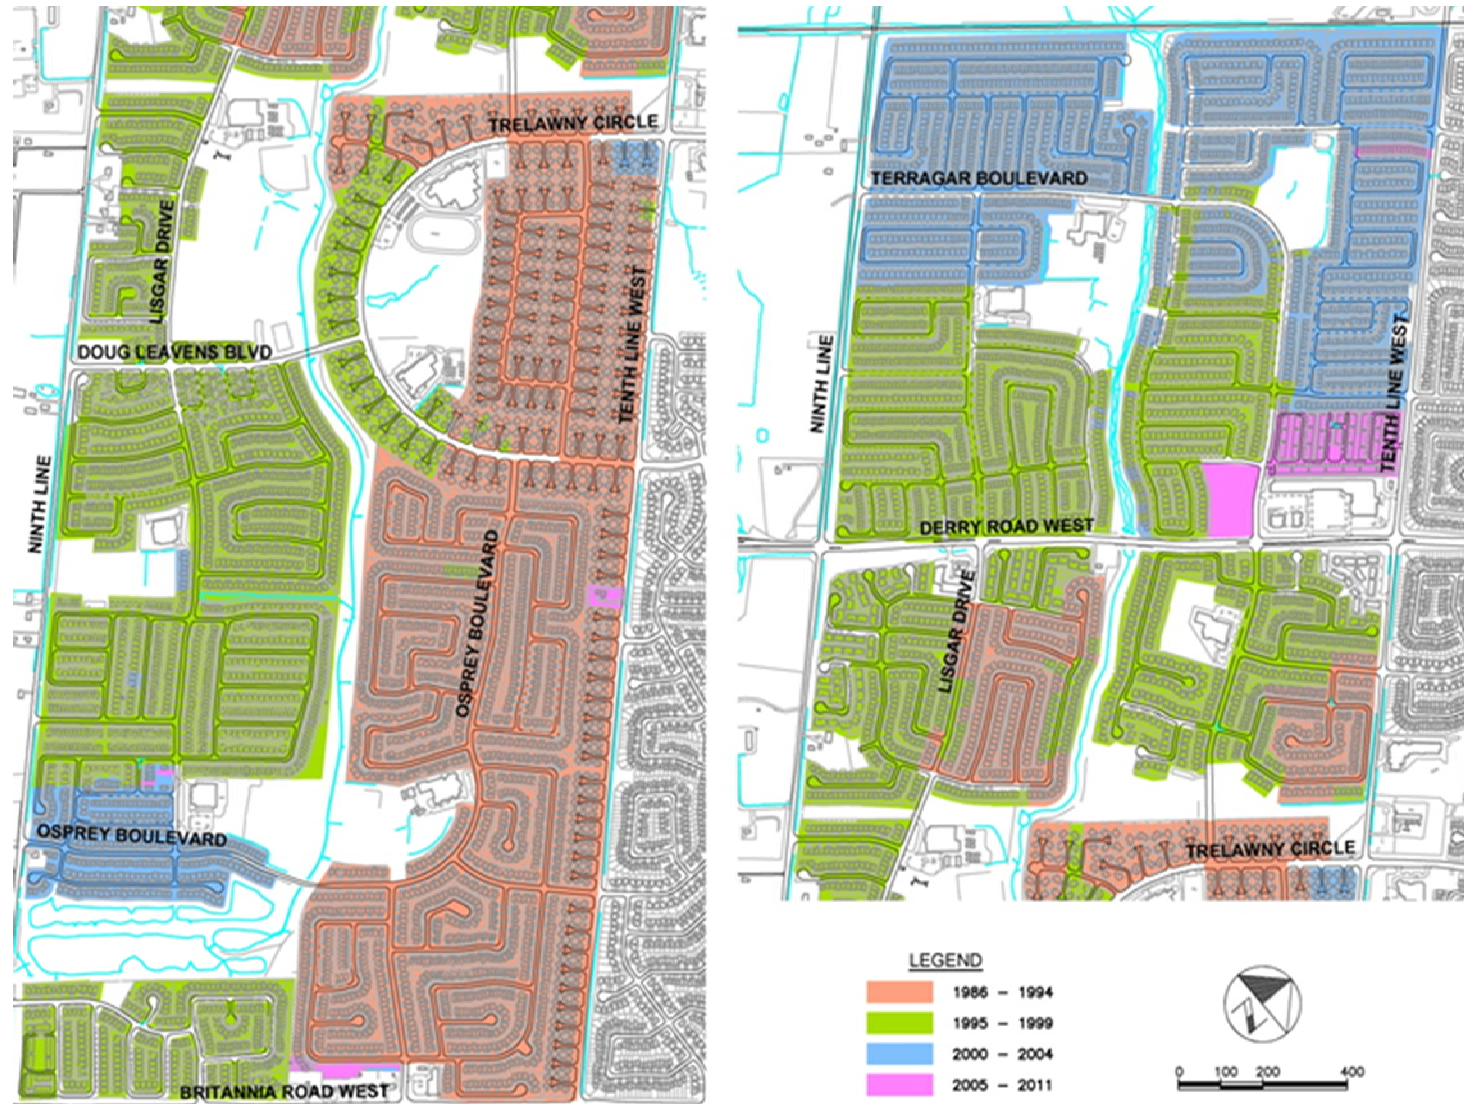 TRELAWNY CIRCLE
LISGAR DRIVE
TENTH LINE WEST
DOUG LEAVENS BLVD
NINTH LINE
OSPREY BOULEVARD
OSPREY BOULEVARD
BRITANNIA ROAD WEST
TERRAGAR BOULEVARD
NINTH LINE
TENTH LINE WEST
DERRY ROAD WEST
LISGAR DRIVE
TRELAWNY CIRCLE
LEGEND
1986 - 1994
1995 - 1999
2000 - 2004
2005 - 2011
0 100 200 400